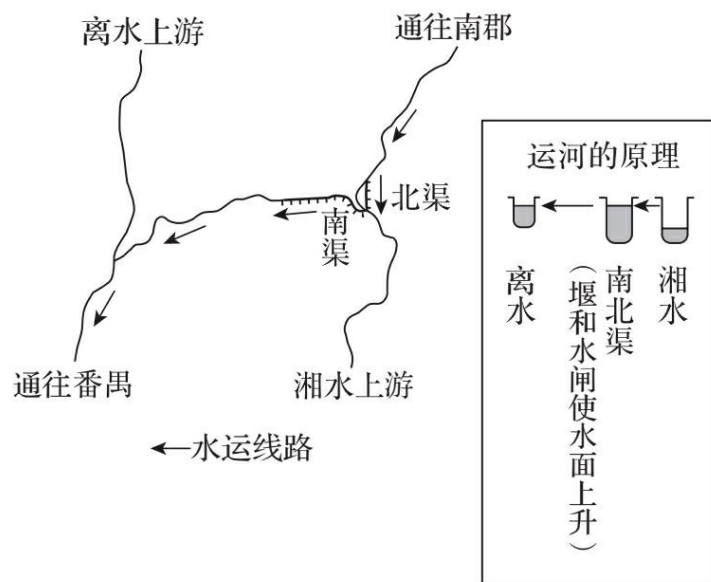 离水上游
通往南郡
北渠
南渠
通往番禺
湘水上游
水运线路
运河的原理
离水
南北渠
(堰和水闸使水面上升)
湘水